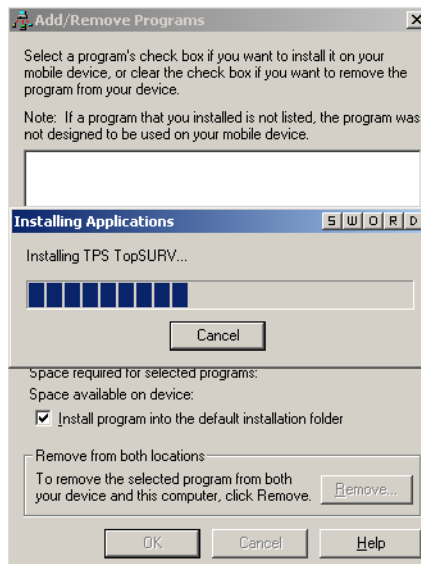 Add/Remove Programs
Select a program's check box if you want to install it on your
mobile device, or clear the check box if you want to remove the
program from your device.
Note: If a program that you installed is not listed, the program was
not designed to be used on your mobile device.
Installing Applications S W O R D
Installing TPS TopSURV...
Cancel
Space required for selected programs:
Space available on device:
Install program into the default installation folder
Remove from both locations
To remove the selected program from both
your device and this computer, click Remove.
Remove...
OK Cancel Help